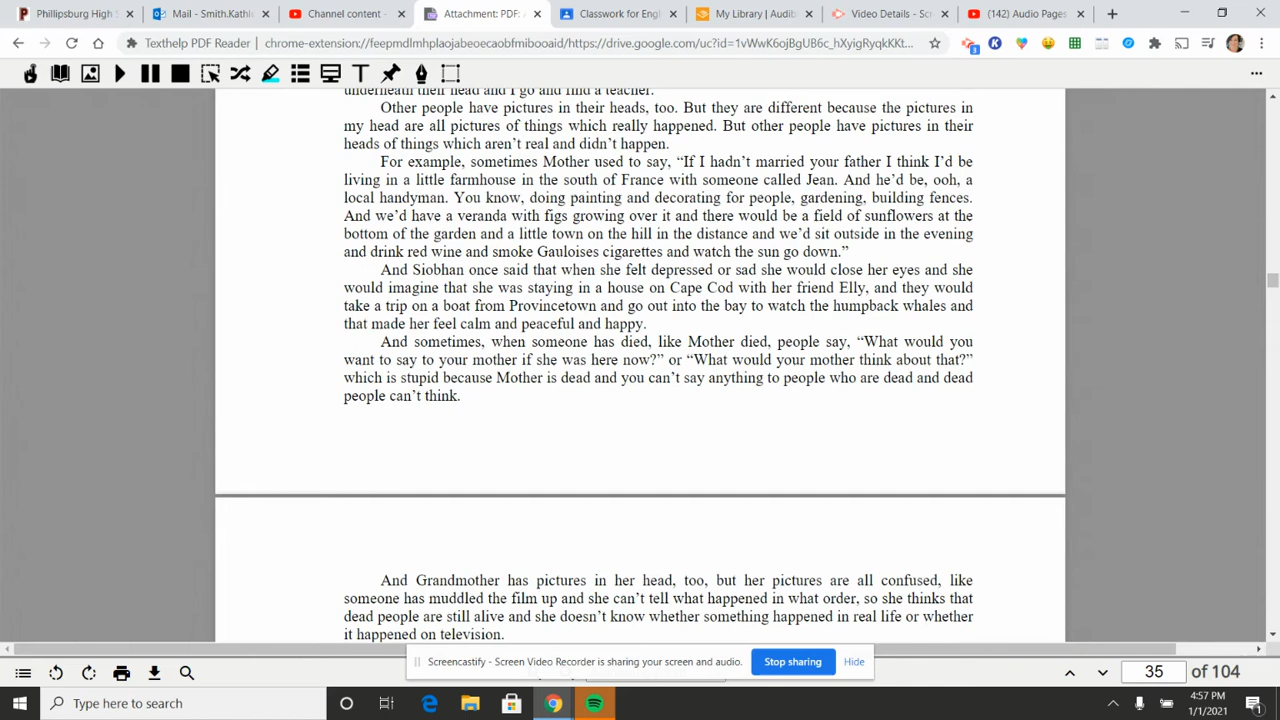 Phillipsburg High S
Mail - Smith.Kathle
Channel content -
Attachment: PDF: A
Classwork for Engl
My Library | Audib
Video Details - Scr
(142) Audio Pages
Texthelp PDF Reader | chrome-extension://feepmdlmhplaojabeoecaobfmibooaid/https://drive.google.com/uc?id=1vWwK6ojBgUB6c_hXyigRyqkKKt...
underneath their head and I go and find a teacher.
Other people have pictures in their heads, too. But they are different because the pictures in
my head are all pictures of things which really happened. But other people have pictures in their
heads of things which aren't real and didn't happen.
For example, sometimes Mother used to say, “If I hadn't married your father I think I'd be
living in a little farmhouse in the south of France with someone called Jean. And he'd be, ooh, a
local handyman. You know, doing painting and decorating for people, gardening, building fences.
And we'd have a veranda with figs growing over it and there would be a field of sunflowers at the
bottom of the garden and a little town on the hill in the distance and we'd sit outside in the evening
and drink red wine and smoke Gauloises cigarettes and watch the sun go down.”
And Siobhan once said that when she felt depressed or sad she would close her eyes and she
would imagine that she was staying in a house on Cape Cod with her friend Elly, and they would
take a trip on a boat from Provincetown and go out into the bay to watch the humpback whales and
that made her feel calm and peaceful and happy.
And sometimes, when someone has died, like Mother died, people say, “What would you
want to say to your mother if she was here now?” or “What would your mother think about that?”
which is stupid because Mother is dead and you can't say anything to people who are dead and dead
people can't think.
And Grandmother has pictures in her head, too, but her pictures are all confused, like
someone has muddled the film up and she can't tell what happened in what order, so she thinks that
dead people are still alive and she doesn't know whether something happened in real life or whether
it happened on television.
Screencastify - Screen Video Recorder is sharing your screen and audio.
Stop sharing
Hide
35
of 104
Type here to search
4:57 PM
1/1/2021